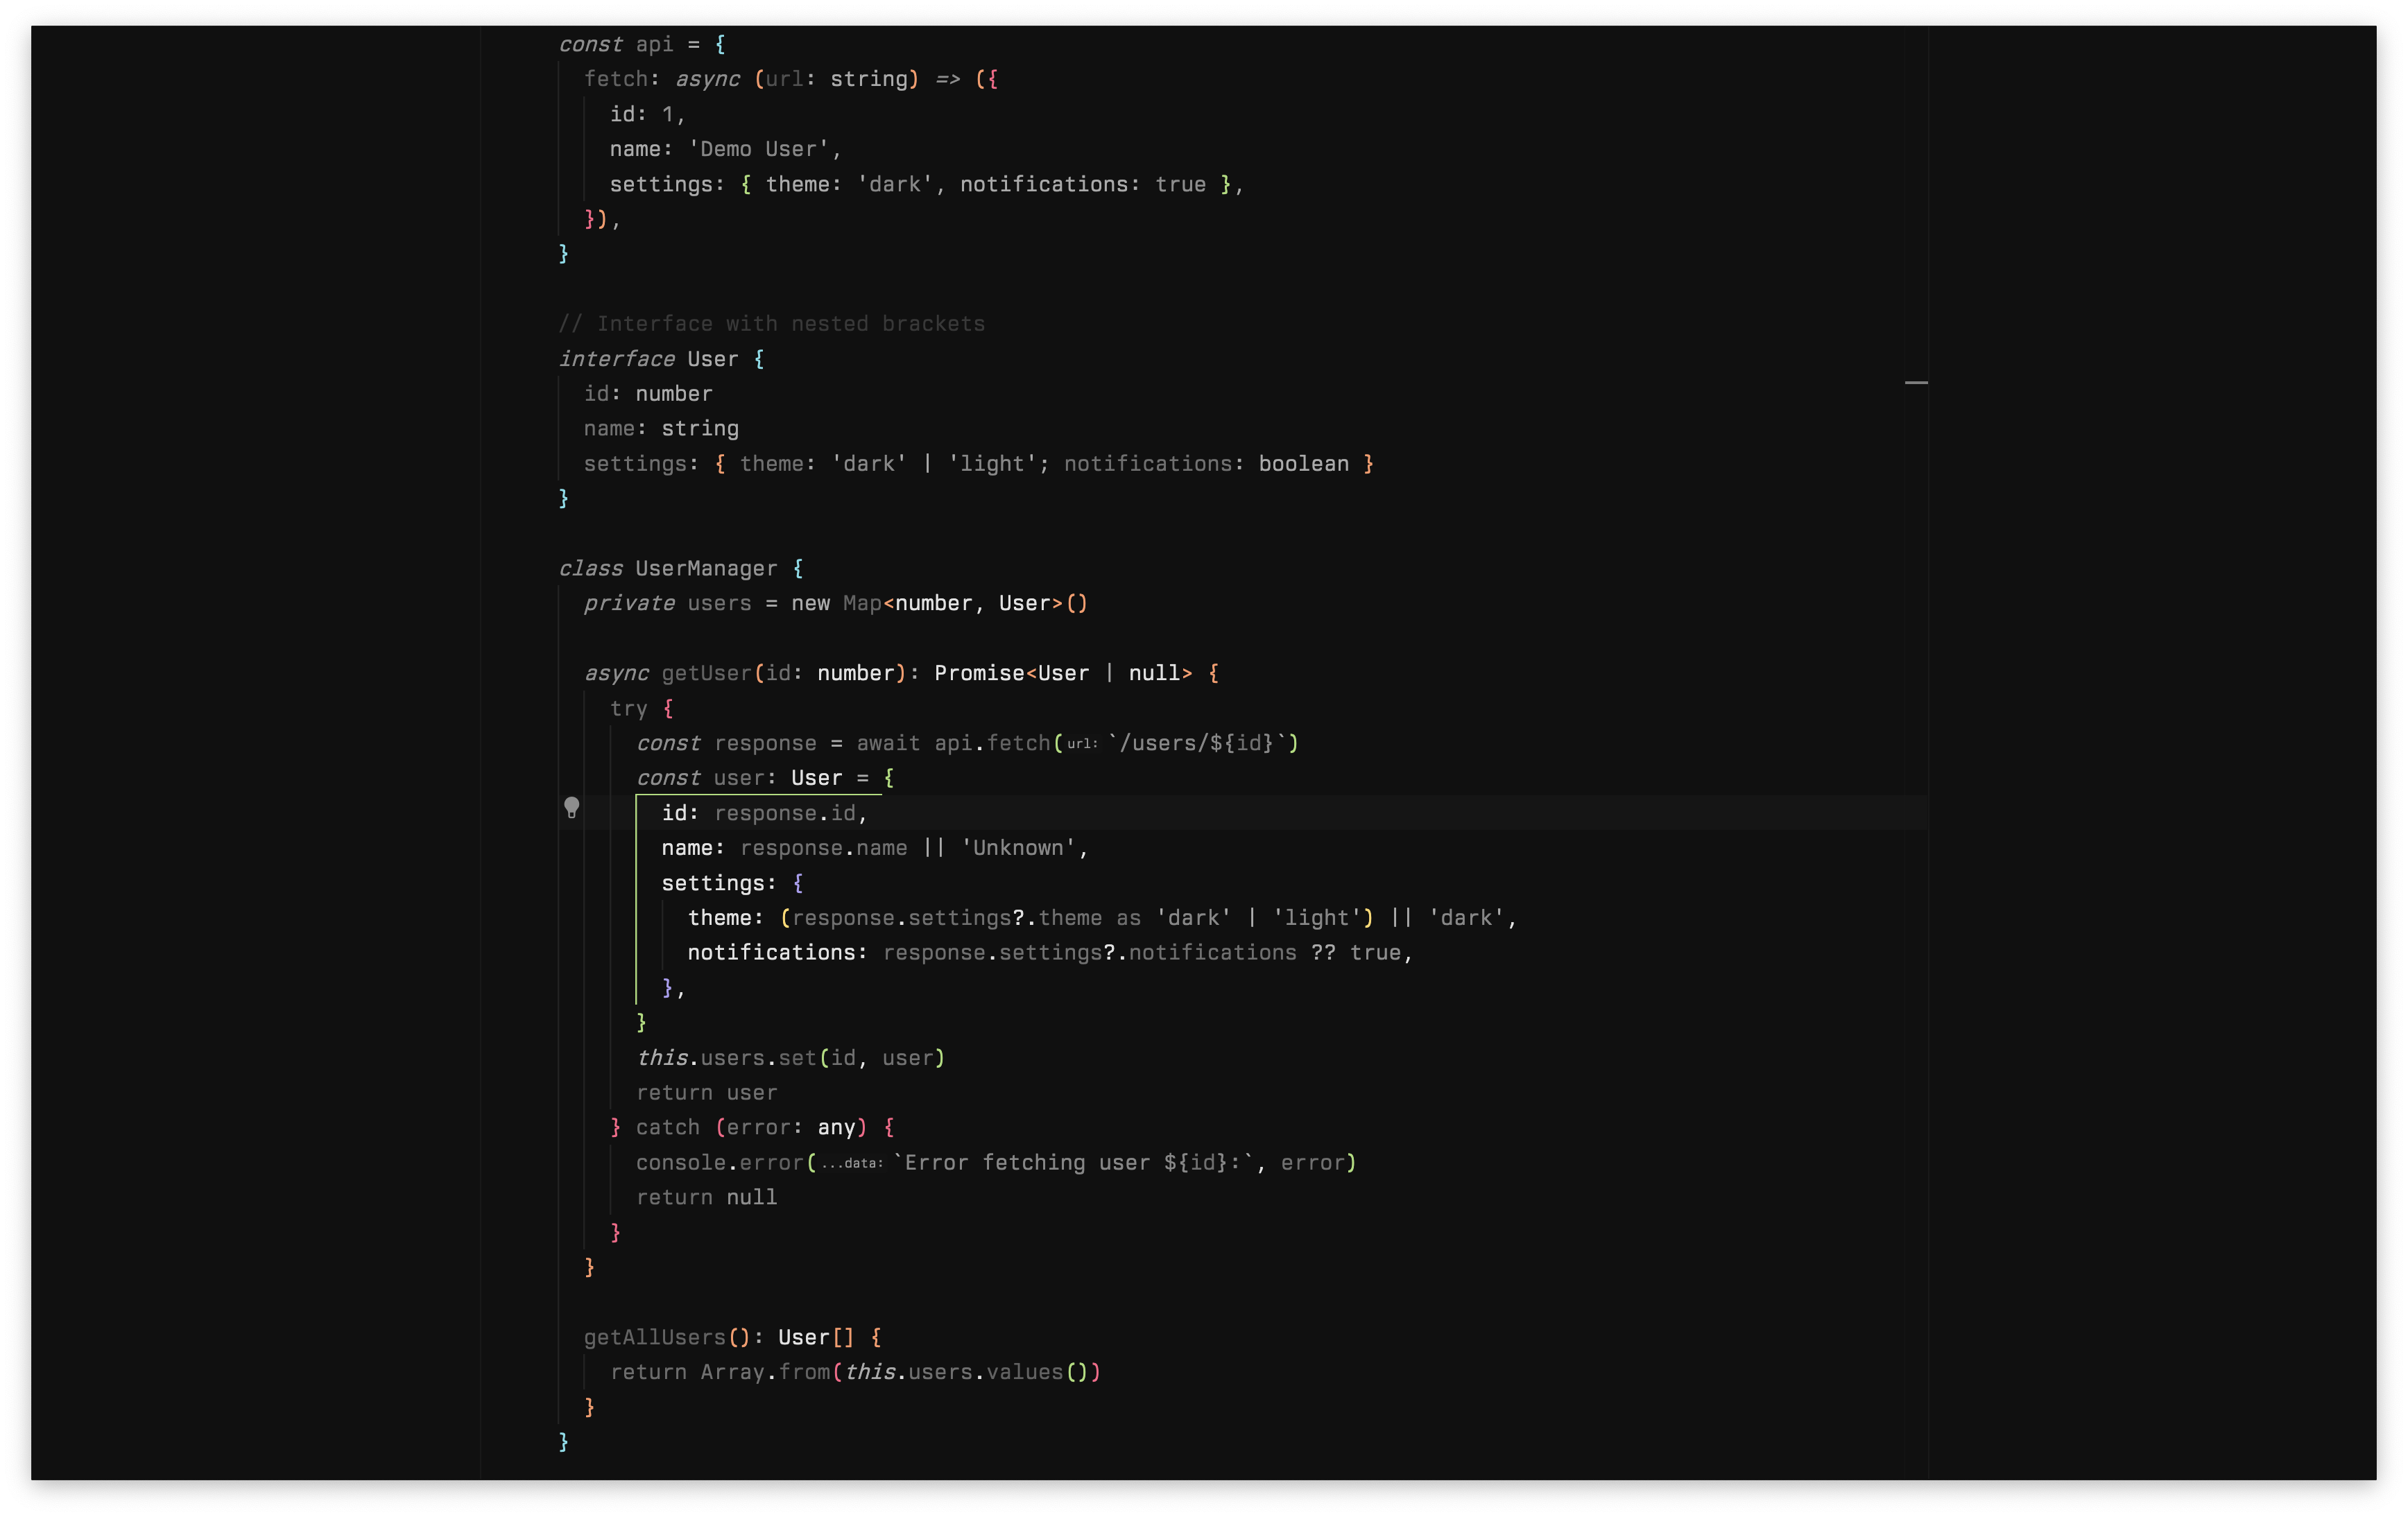 const api = {
  fetch: async (url: string) => ({
    id: 1,
    name: 'Demo User',
    settings: { theme: 'dark', notifications: true },
  }),
}

// Interface with nested brackets
interface User {
  id: number
  name: string
  settings: { theme: 'dark' | 'light'; notifications: boolean }
}

class UserManager {
  private users = new Map<number, User>()

  async getUser(id: number): Promise<User | null> {
    try {
      const response = await api.fetch(url: `/users/${id}`)
      const user: User = {
        id: response.id,
        name: response.name || 'Unknown',
        settings: {
          theme: (response.settings?.theme as 'dark' | 'light') || 'dark',
          notifications: response.settings?.notifications ?? true,
        },
      }
      this.users.set(id, user)
      return user
    } catch (error: any) {
      console.error(...data: `Error fetching user ${id}:`, error)
      return null
    }
  }

  getAllUsers(): User[] {
    return Array.from(this.users.values())
  }
}